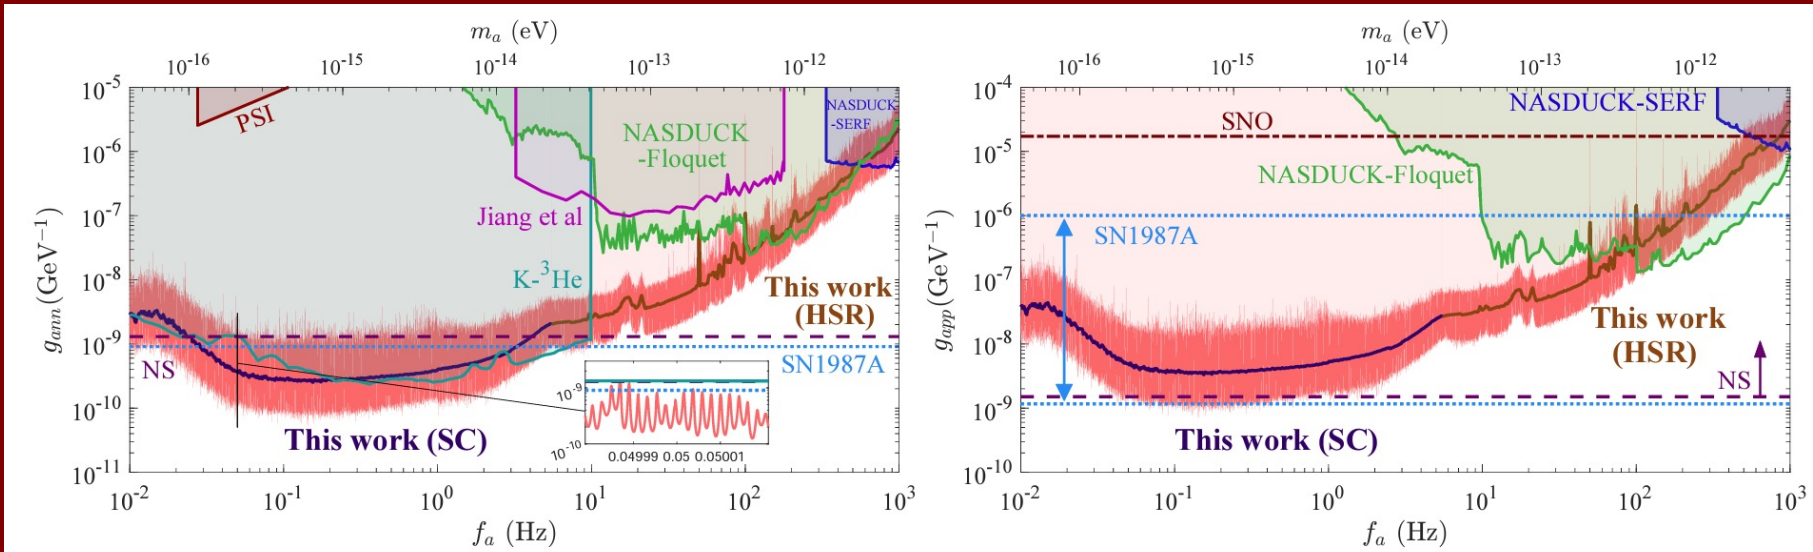 m_a (eV)
10^-16 10^-15 10^-14 10^-13 10^-12
10^-5
10^-6
10^-7
10^-8
10^-9
10^-10
10^-11
g_ann (GeV^-1)
PSI
NASDUCK
-Floquet
NASDUCK
-SERF
Jiang et al
K-^3He
This work
(HSR)
NS
SN1987A
This work (SC)
10^-9
10^-10
0.04999 0.05 0.05001
10^-2 10^-1 10^0 10^1 10^2 10^3
f_a (Hz)
m_a (eV)
10^-16 10^-15 10^-14 10^-13 10^-12
10^-4
10^-5
10^-6
10^-7
10^-8
10^-9
10^-10
g_app (GeV^-1)
NASDUCK-SERF
SNO
NASDUCK-Floquet
SN1987A
This work
(HSR)
NS
This work (SC)
10^-2 10^-1 10^0 10^1 10^2 10^3
f_a (Hz)